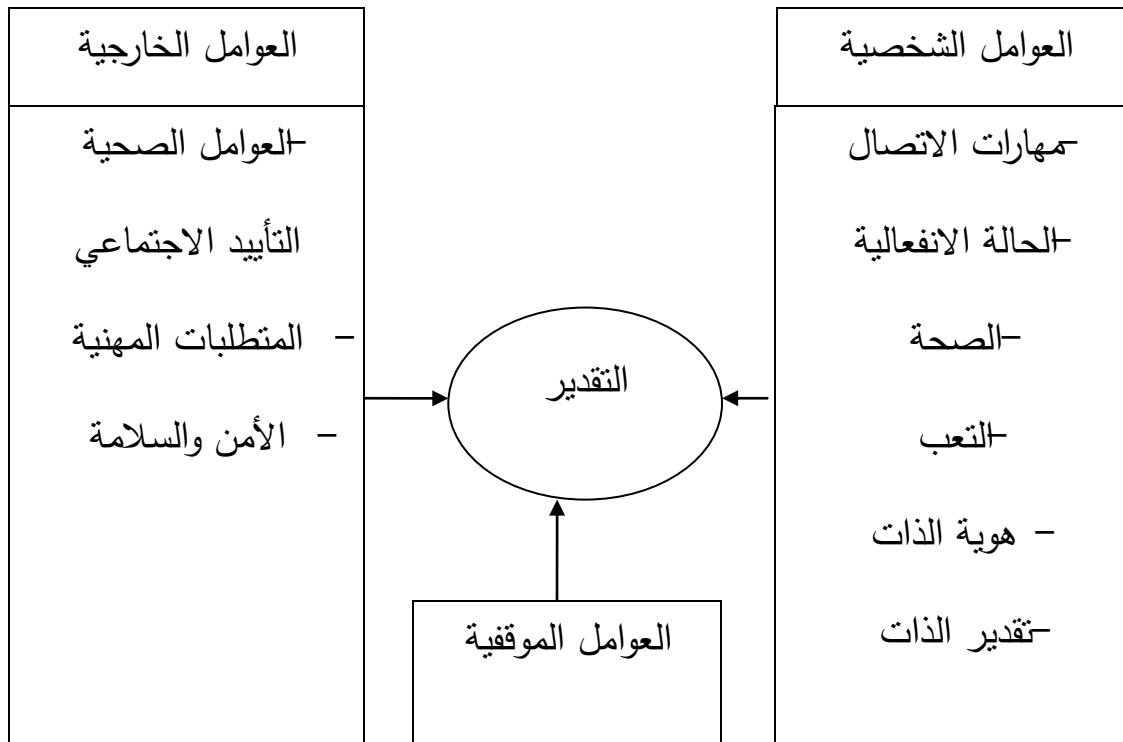 العوامل الشخصية
-مهارات الاتصال
-الحالة الانفعالية
-الصحة
-التعب
- هوية الذات
-تقدير الذات
العوامل الخارجية
-العوامل الصحية
التأييد الاجتماعي
- المتطلبات المهنية
- الأمن والسلامة
التقدير
العوامل الموقفية